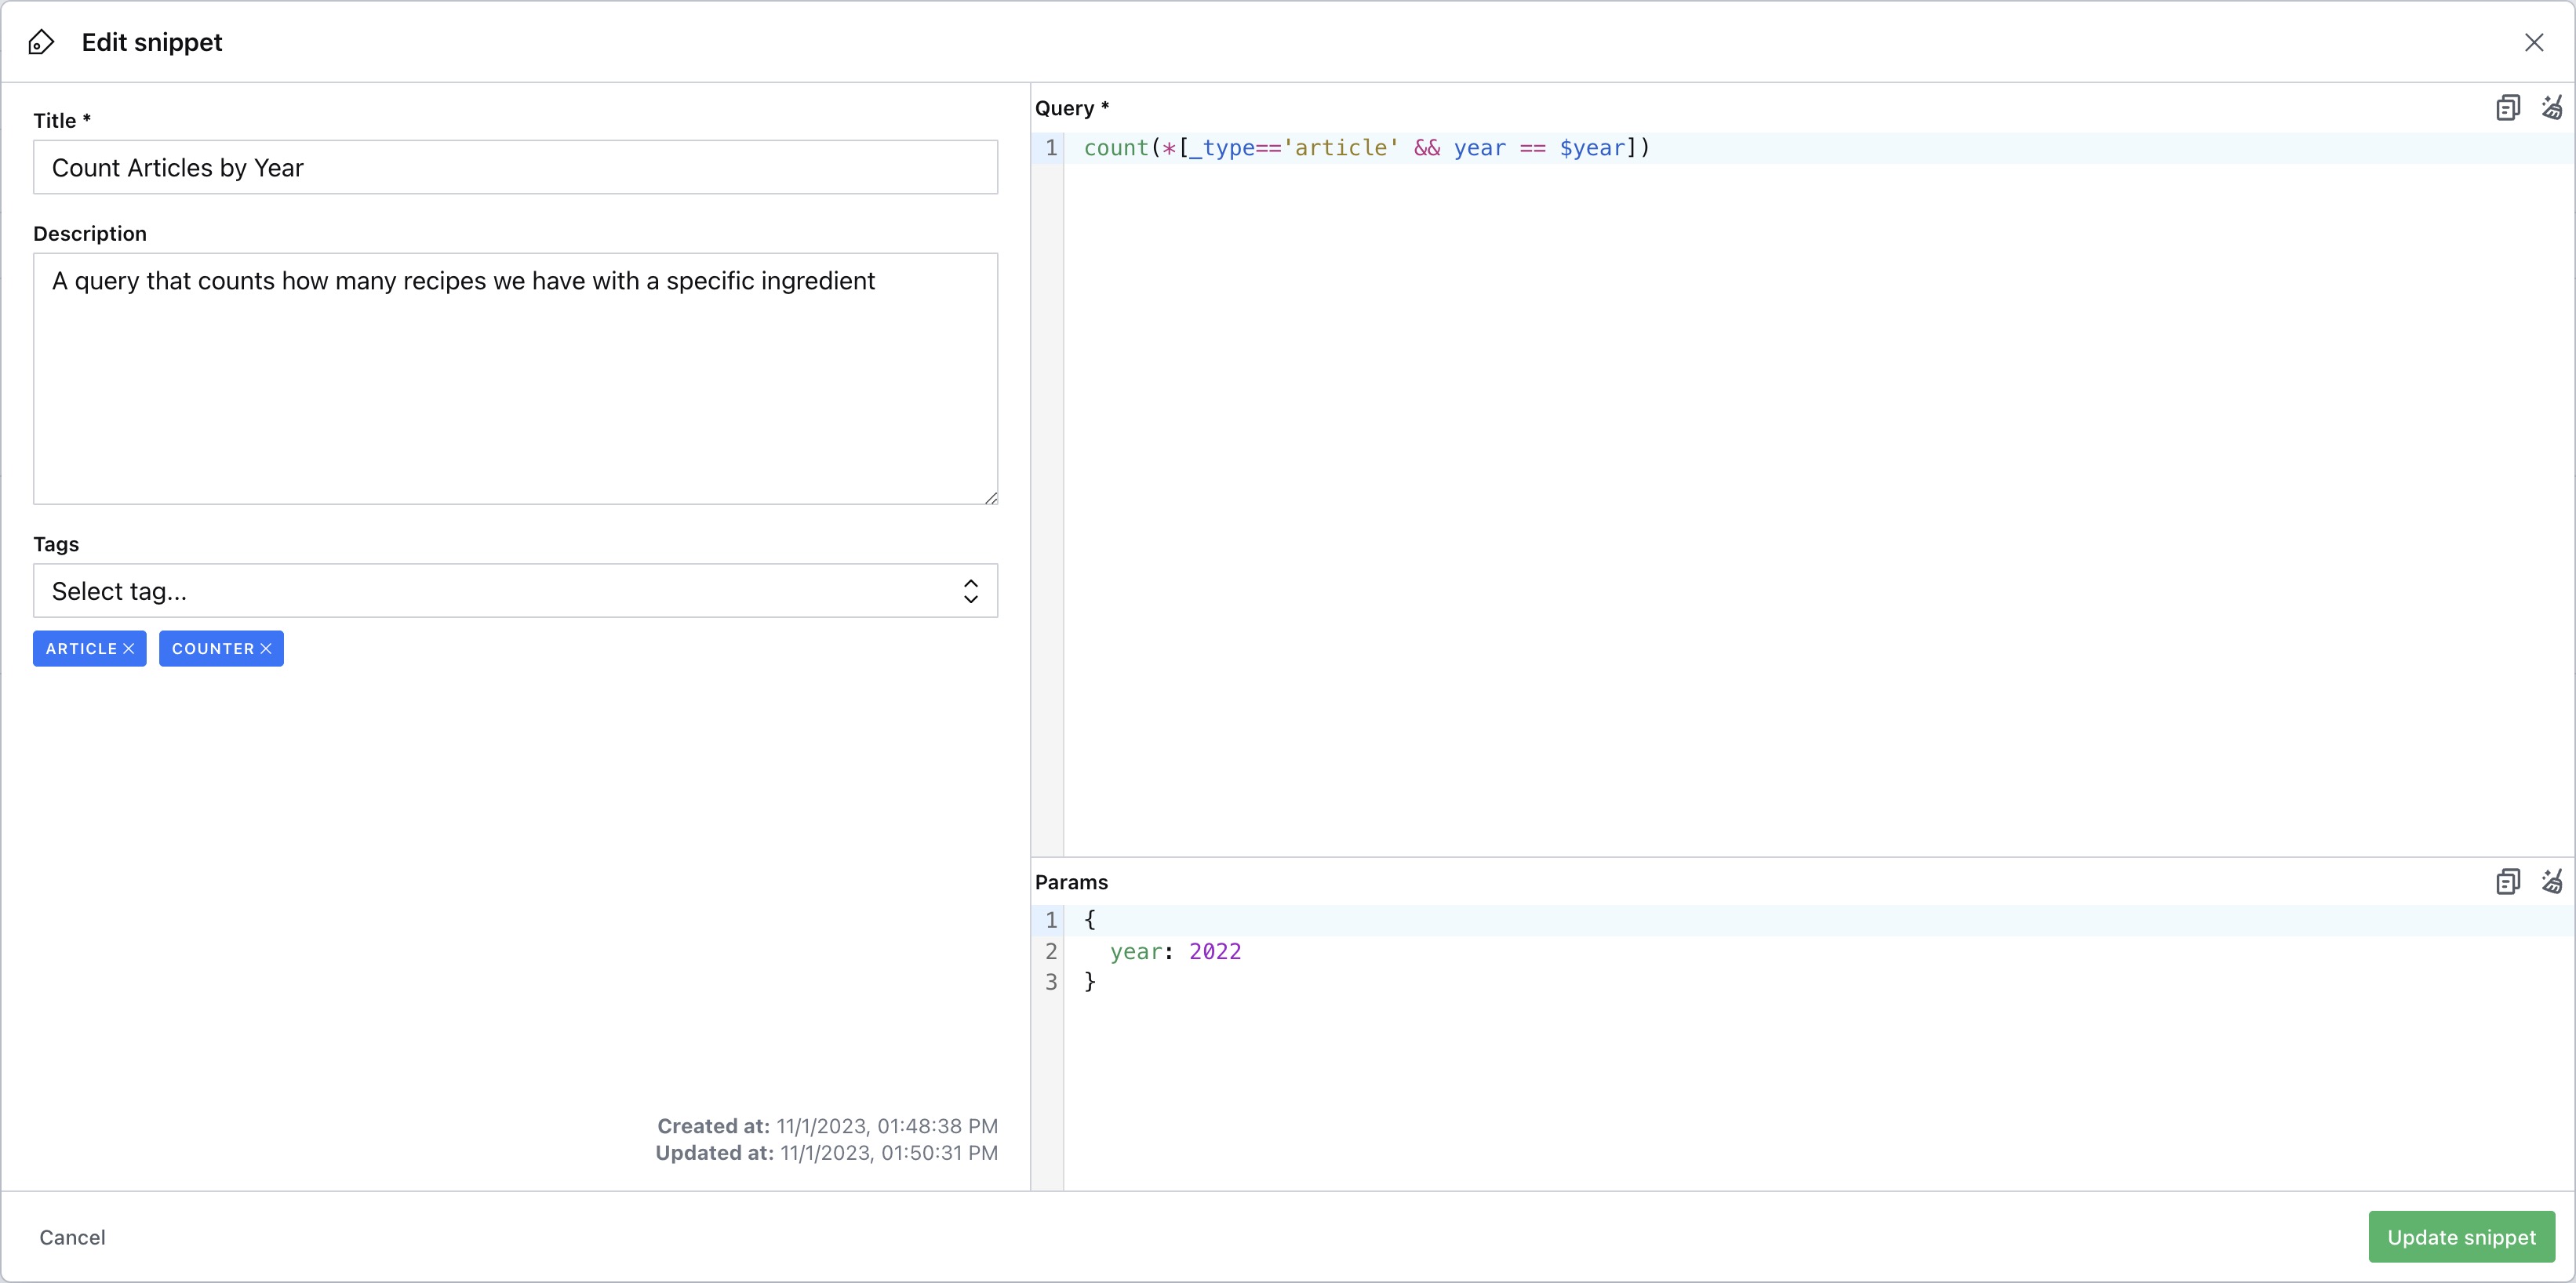 Edit snippet
Title *
Count Articles by Year
Description
A query that counts how many recipes we have with a specific ingredient
Tags
Select tag...
ARTICLE
COUNTER
Created at: 11/1/2023, 01:48:38 PM
Updated at: 11/1/2023, 01:50:31 PM
Query *
1 count(*[_type=='article' && year == $year])
Params
1 {
2 year: 2022
3 }
Cancel
Update snippet